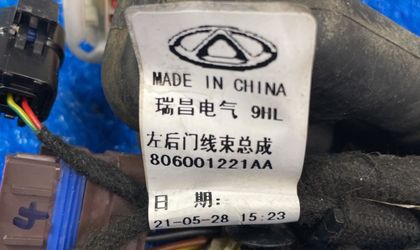 MADE IN CHINA
瑞昌电气 9HL
左后门线束总成
806001221AA
日 期:
21-05-28 15:23
4